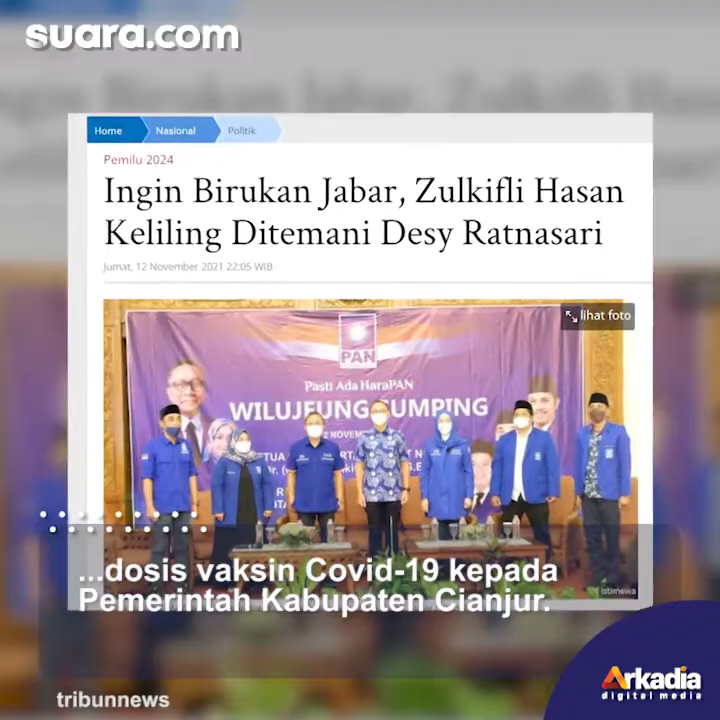 suara.com
Home
Nasional
Politik
Pemilu 2024
Ingin Birukan Jabar, Zulkifli Hasan
Keliling Ditemani Desy Ratnasari
Jumat, 12 November 2021 22:05 WIB
lihat foto
PAN
Pasti Ada HaraPAN
WILUJEUNG SUMPING
...dosis vaksin Covid-19 kepada
Pemerintah Kabupaten Cianjur.
istimewa
tribunnews
Arkadia
digital media